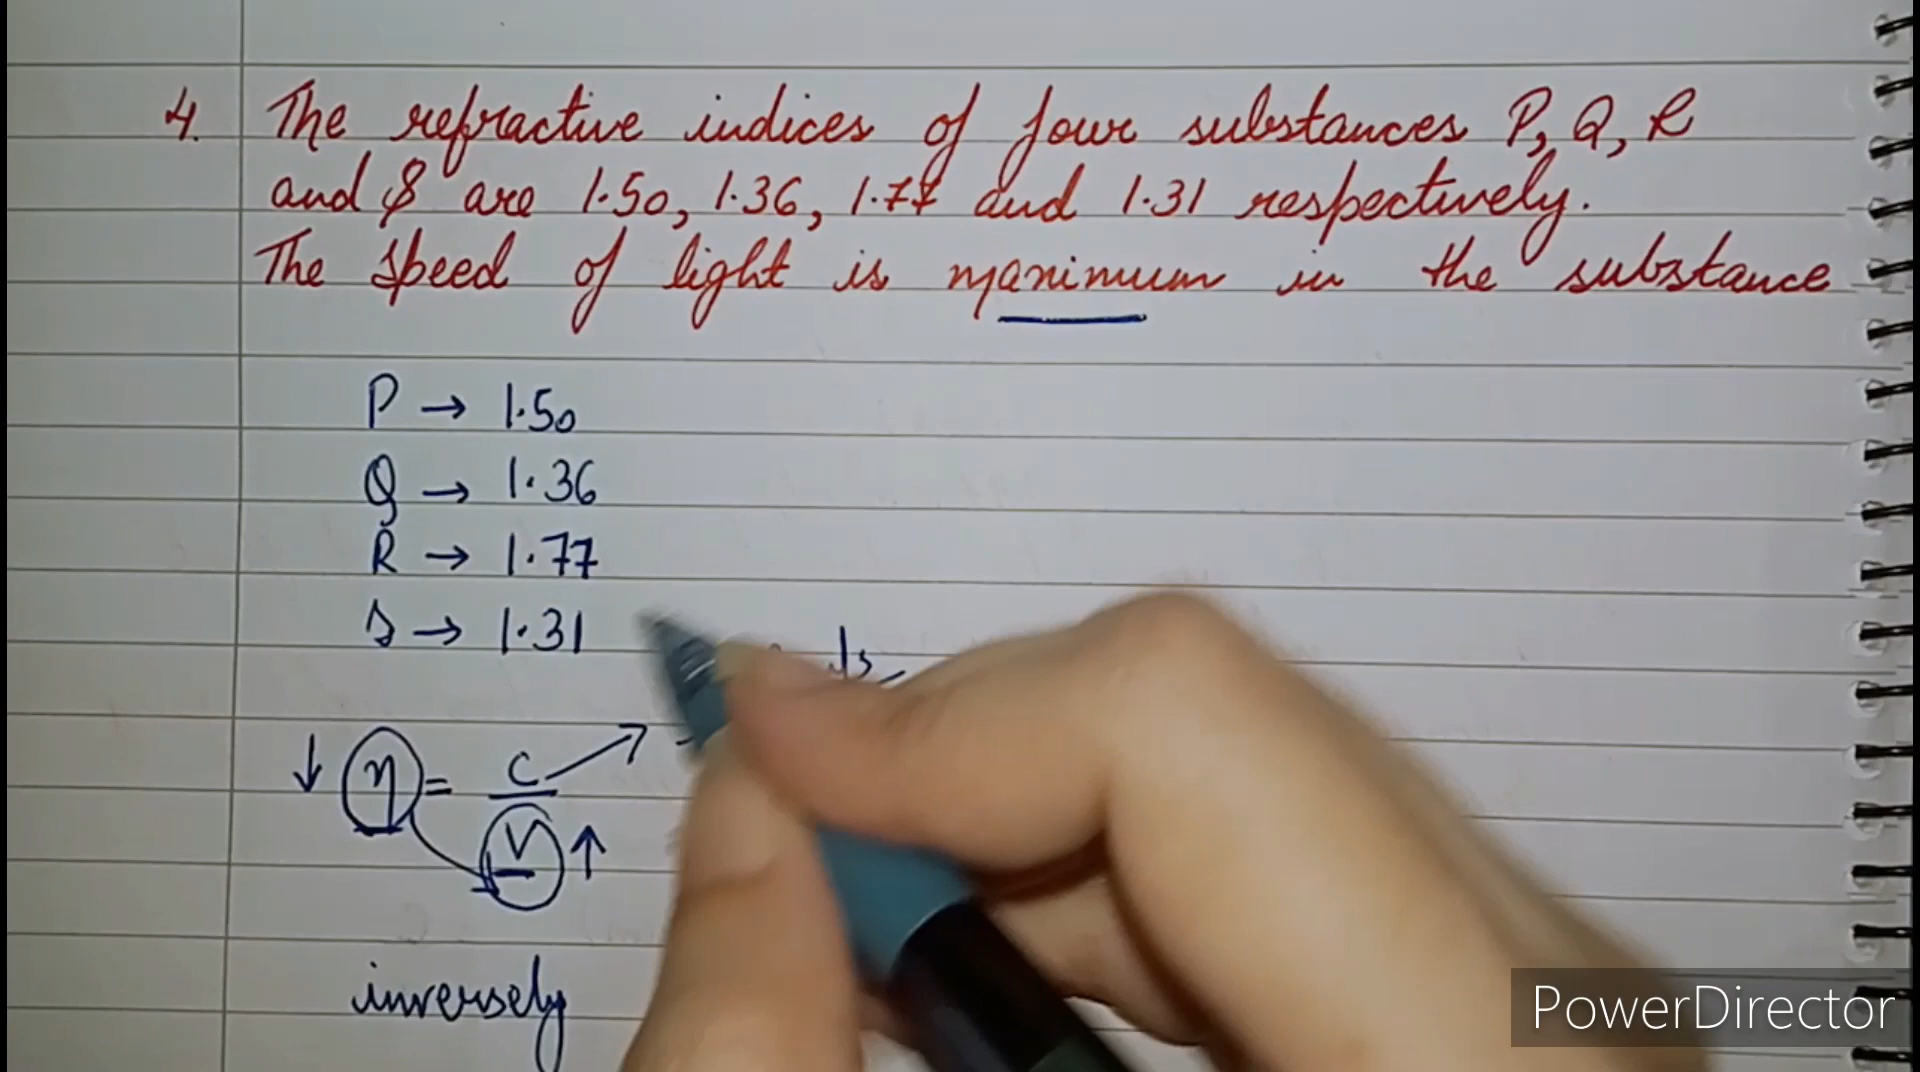 4. The refractive indices of four substances P, Q, R
and S are 1.50, 1.36, 1.77 and 1.31 respectively.
The speed of light is maximum in the substance
P → 1.50
Q → 1.36
R → 1.77
S → 1.31
↓ η = c/v ↑
inversely
PowerDirector